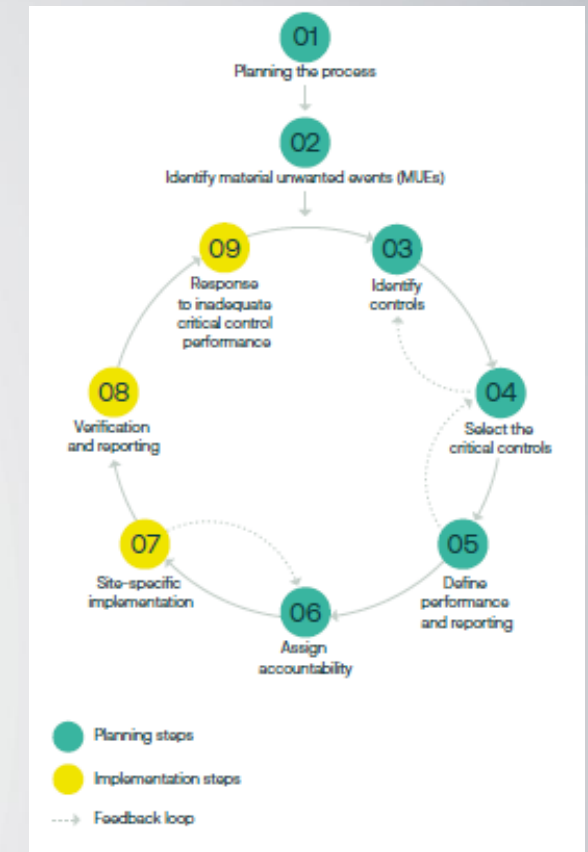 01
Planning the process
02
Identify material unwanted events (MUEs)
09
Response
to inadequate
critical control
performance
03
Identify
controls
08
Verification
and reporting
04
Select the
critical controls
07
Site-specific
implementation
05
Define
performance
and reporting
06
Assign
accountability
Planning steps
Implementation steps
Feedback loop